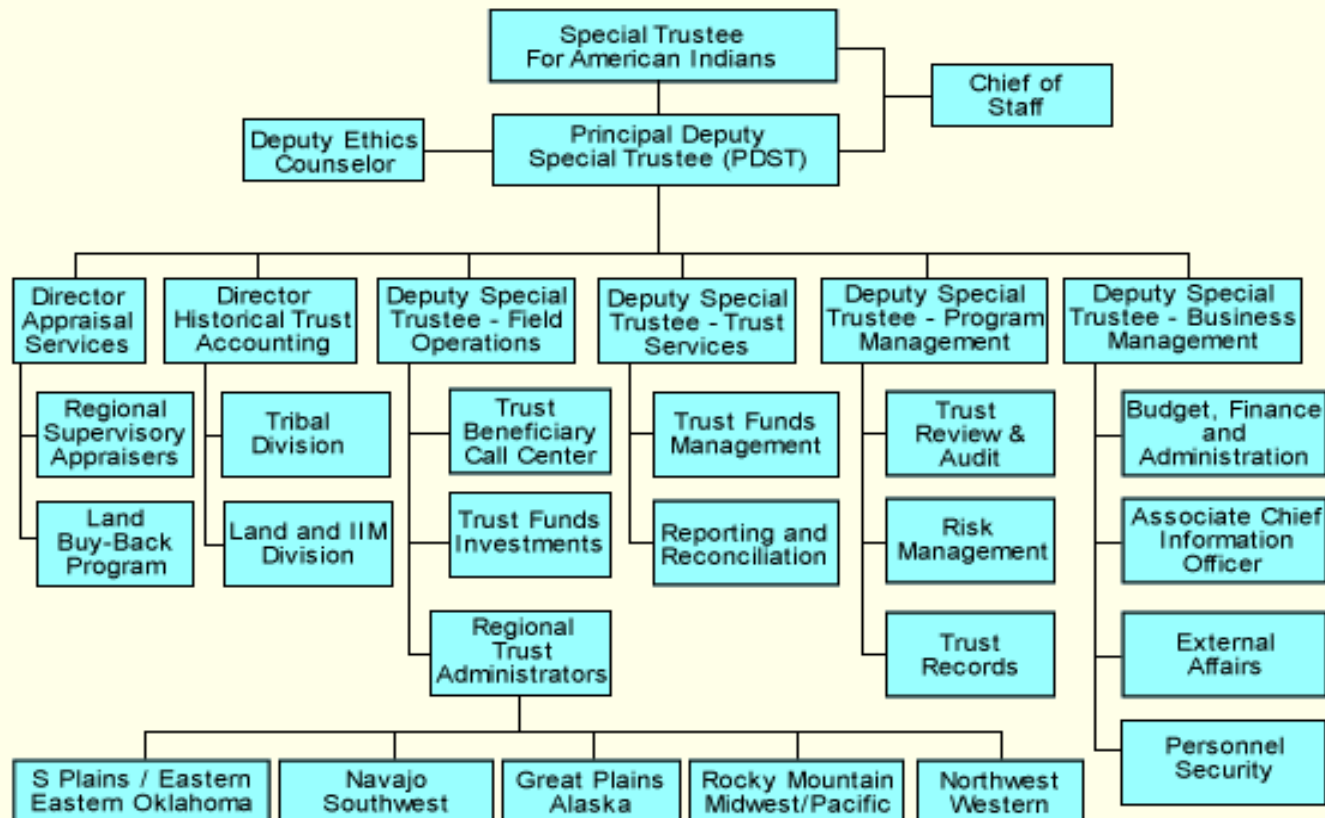 Special Trustee
For American Indians
Chief of
Staff
Deputy Ethics
Counselor
Principal Deputy
Special Trustee (PDST)
Director
Appraisal
Services
Director
Historical Trust
Accounting
Deputy Special
Trustee - Field
Operations
Deputy Special
Trustee - Trust
Services
Deputy Special
Trustee - Program
Management
Deputy Special
Trustee - Business
Management
Regional
Supervisory
Appraisers
Tribal
Division
Trust
Beneficiary
Call Center
Trust Funds
Management
Trust
Review &
Audit
Budget, Finance
and
Administration
Land
Buy-Back
Program
Land and IIM
Division
Trust Funds
Investments
Reporting and
Reconciliation
Risk
Management
Associate Chief
Information
Officer
Regional
Trust
Administrators
Trust
Records
External
Affairs
Personnel
Security
S Plains / Eastern
Eastern Oklahoma
Navajo
Southwest
Great Plains
Alaska
Rocky Mountain
Midwest/Pacific
Northwest
Western